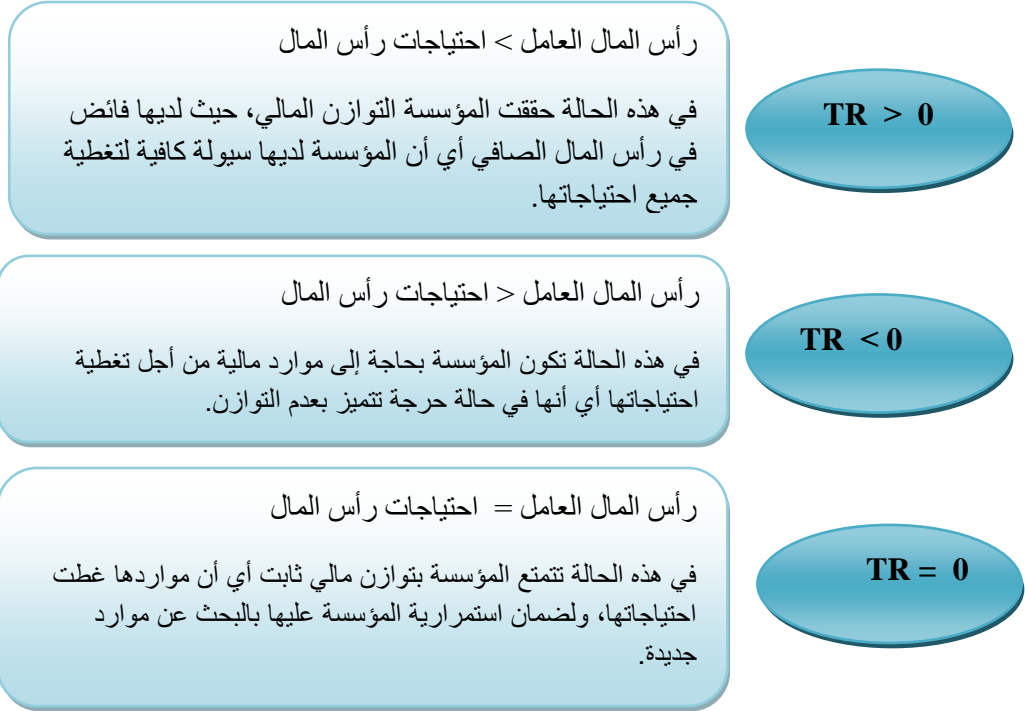 رأس المال العامل > احتياجات رأس المال
في هذه الحالة حققت المؤسسة التوازن المالي، حيث لديها فائض
في رأس المال الصافي أي أن المؤسسة لديها سيولة كافية لتغطية
جميع احتياجاتها.
TR > 0
رأس المال العامل < احتياجات رأس المال
في هذه الحالة تكون المؤسسة بحاجة إلى موارد مالية من أجل تغطية
احتياجاتها أي أنها في حالة حرجة تتميز بعدم التوازن.
TR < 0
رأس المال العامل = احتياجات رأس المال
في هذه الحالة تتمتع المؤسسة بتوازن مالي ثابت أي أن مواردها غطت
احتياجاتها، ولضمان استمرارية المؤسسة عليها بالبحث عن موارد
جديدة.
TR = 0